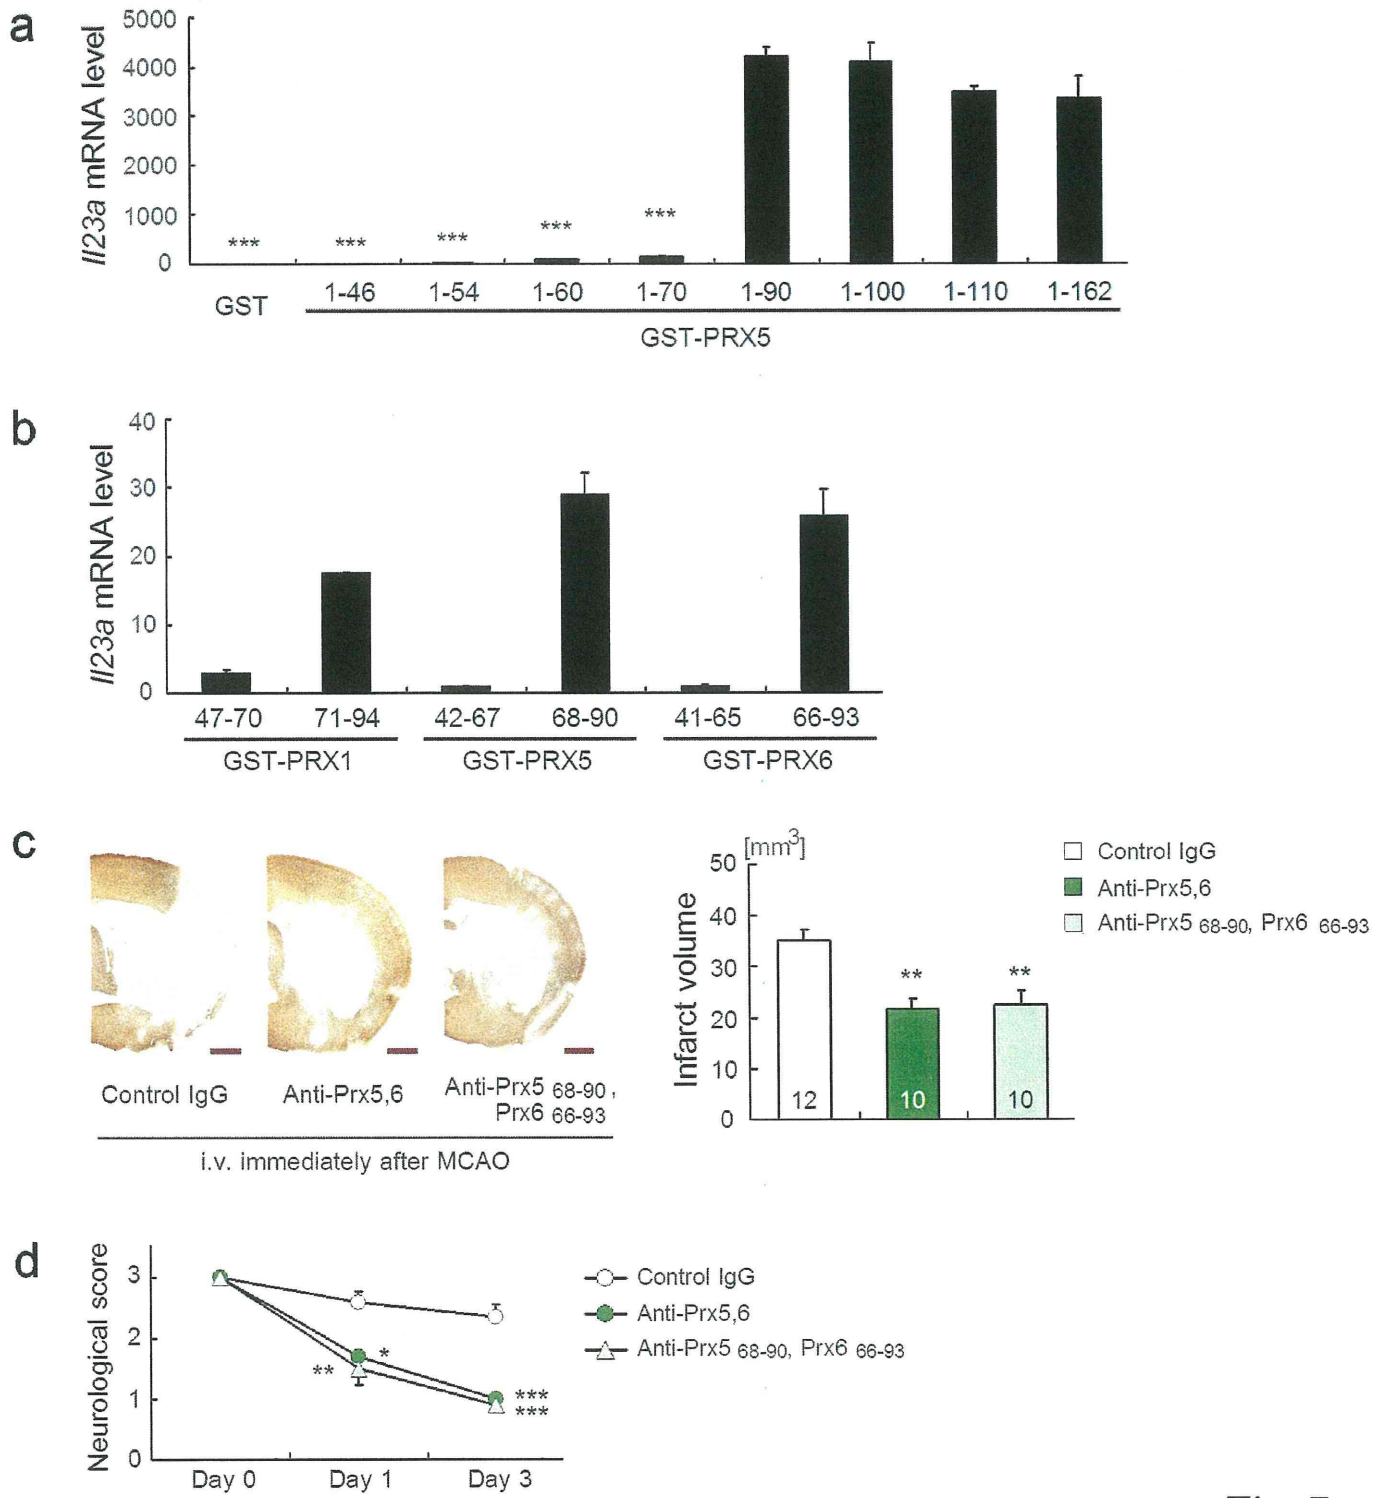 a
Il23a mRNA level
5000
4000
3000
2000
1000
0
*** *** *** *** ***
GST 1-46 1-54 1-60 1-70 1-90 1-100 1-110 1-162
GST-PRX5
b
Il23a mRNA level
40
30
20
10
0
47-70 71-94 42-67 68-90 41-65 66-93
GST-PRX1 GST-PRX5 GST-PRX6
c
Control IgG Anti-Prx5,6 Anti-Prx5 68-90,
Prx6 66-93
i.v. immediately after MCAO
[mm3]
Infarct volume
50
40
30
20
10
0
** **
12 10 10
Control IgG
Anti-Prx5,6
Anti-Prx5 68-90, Prx6 66-93
d
Neurological score
3
2
1
0
* **
***
***
Day 0 Day 1 Day 3
Control IgG
Anti-Prx5,6
Anti-Prx5 68-90, Prx6 66-93